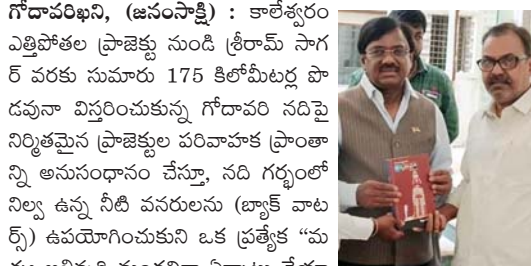 గోదావరిఖని, (జనంసాక్షి) : కాలేశ్వరం
ఎత్తిపోతల ప్రాజెక్టు నుండి శ్రీరామ్ సాగ
ర్ వరకు సుమారు 175 కిలోమీటర్ల పొ
డవునా విస్తరించుకున్న గోదావరి నదిపై
నిర్మితమైన ప్రాజెక్టుల పరివాహక ప్రాంతా
న్ని అనుసంధానం చేస్తూ, నది గర్భంలో
నిల్వ ఉన్న నీటి వనరులను (బ్యాక్ వాట
ర్స్) ఉపయోగించుకుని ఒక ప్రత్యేక “మ